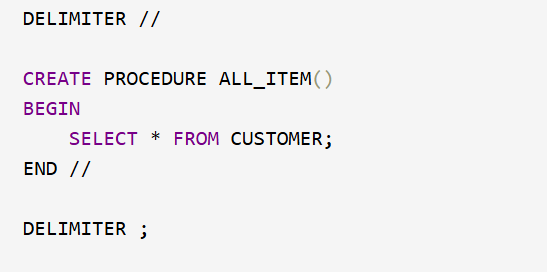 DELIMITER //
CREATE PROCEDURE ALL_ITEM()
BEGIN
    SELECT * FROM CUSTOMER;
END //
DELIMITER ;